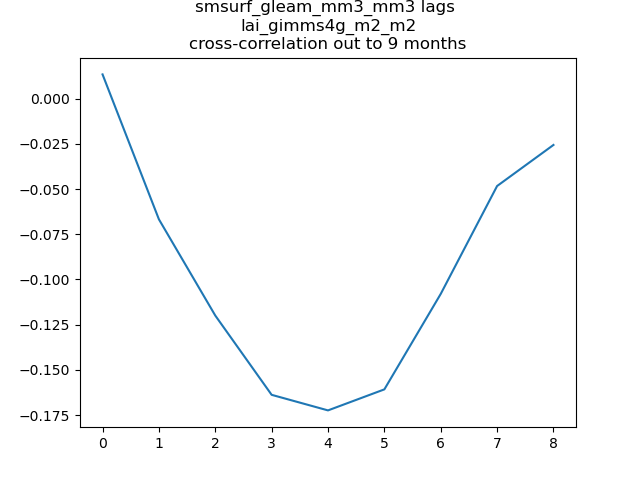 smsurf_gleam_mm3_mm3 lags
lai_gimms4g_m2_m2
cross-correlation out to 9 months
0.000
−0.025
−0.050
−0.075
−0.100
−0.125
−0.150
−0.175
0 1 2 3 4 5 6 7 8